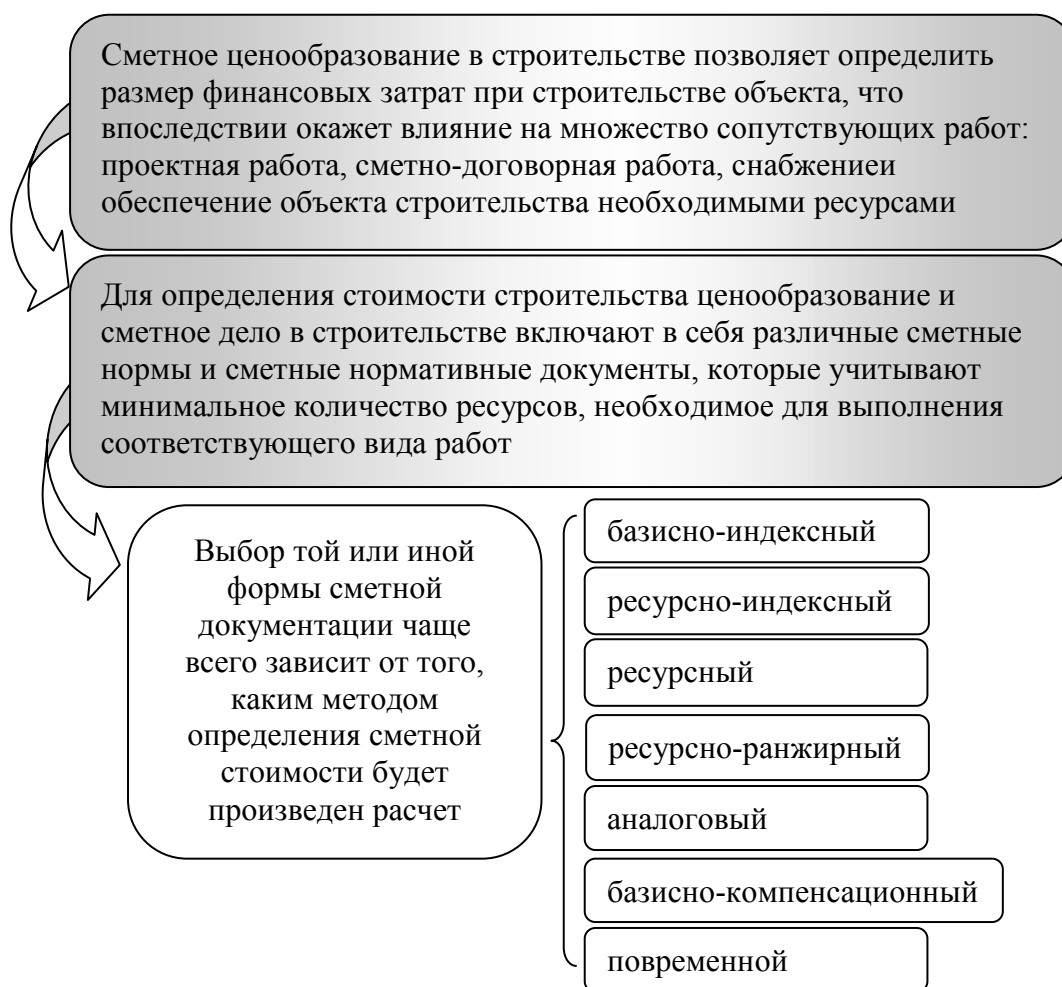 Сметное ценообразование в строительстве позволяет определить
размер финансовых затрат при строительстве объекта, что
впоследствии окажет влияние на множество сопутствующих работ:
проектная работа, сметно-договорная работа, снабжениеи
обеспечение объекта строительства необходимыми ресурсами
Для определения стоимости строительства ценообразование и
сметное дело в строительстве включают в себя различные сметные
нормы и сметные нормативные документы, которые учитывают
минимальное количество ресурсов, необходимое для выполнения
соответствующего вида работ
Выбор той или иной
формы сметной
документации чаще
всего зависит от того,
каким методом
определения сметной
стоимости будет
произведен расчет
базисно-индексный
ресурсно-индексный
ресурсный
ресурсно-ранжирный
аналоговый
базисно-компенсационный
повременной